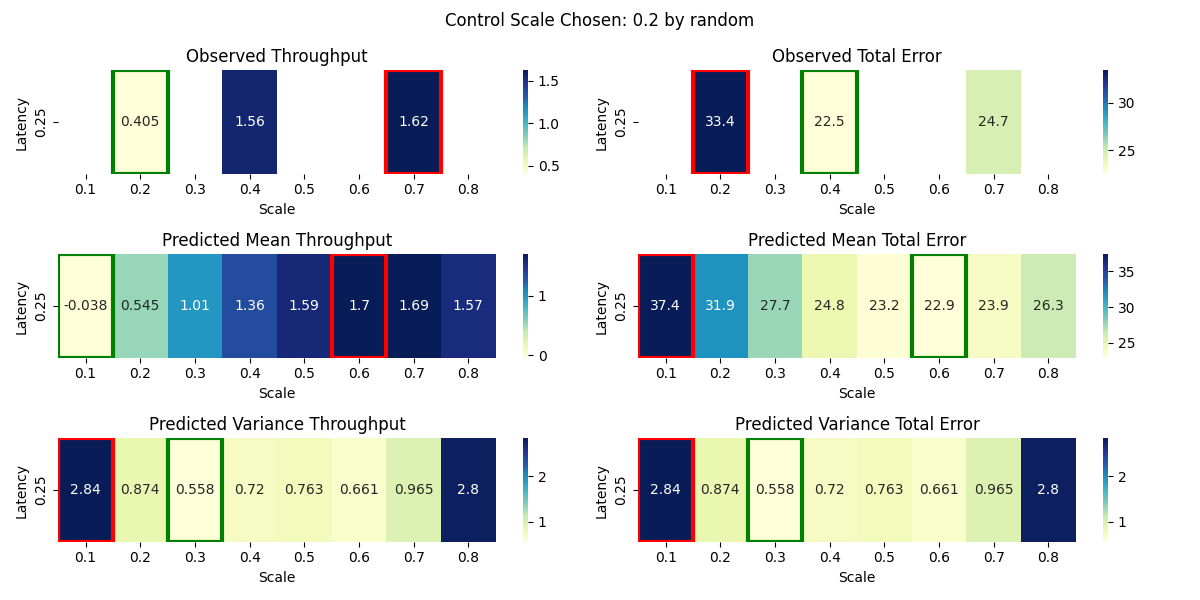 Control Scale Chosen: 0.2 by random
Observed Throughput
Latency
0.25
0.405 1.56 1.62
0.1 0.2 0.3 0.4 0.5 0.6 0.7 0.8
Scale
1.5
1.0
0.5
Observed Total Error
Latency
0.25
33.4 22.5 24.7
0.1 0.2 0.3 0.4 0.5 0.6 0.7 0.8
Scale
30
25
Predicted Mean Throughput
Latency
0.25
-0.038 0.545 1.01 1.36 1.59 1.7 1.69 1.57
0.1 0.2 0.3 0.4 0.5 0.6 0.7 0.8
Scale
1
0
Predicted Mean Total Error
Latency
0.25
37.4 31.9 27.7 24.8 23.2 22.9 23.9 26.3
0.1 0.2 0.3 0.4 0.5 0.6 0.7 0.8
Scale
35
30
25
Predicted Variance Throughput
Latency
0.25
2.84 0.874 0.558 0.72 0.763 0.661 0.965 2.8
0.1 0.2 0.3 0.4 0.5 0.6 0.7 0.8
Scale
2
1
Predicted Variance Total Error
Latency
0.25
2.84 0.874 0.558 0.72 0.763 0.661 0.965 2.8
0.1 0.2 0.3 0.4 0.5 0.6 0.7 0.8
Scale
2
1